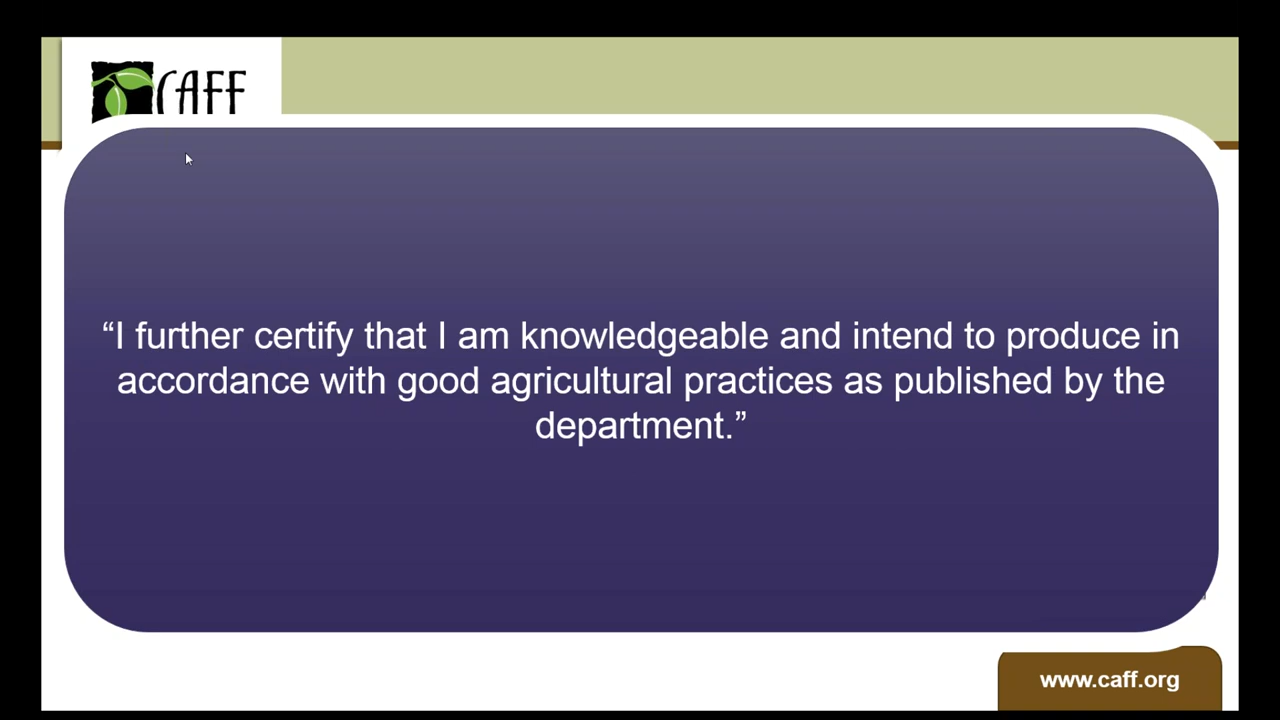 CAFF
“I further certify that I am knowledgeable and intend to produce in
accordance with good agricultural practices as published by the
department.”
www.caff.org